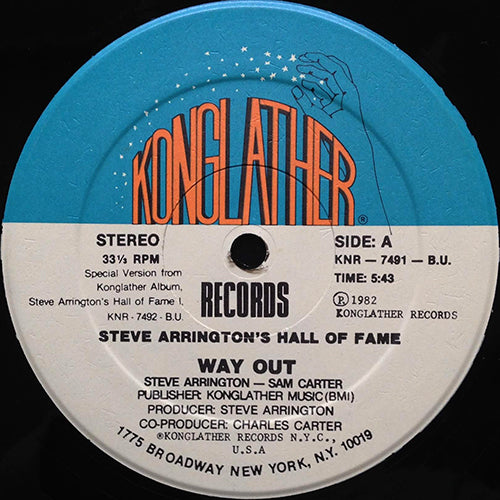 KONGLATHER®
STEREO
33⅓ RPM
Special Version from
Konglather Album,
Steve Arrington's Hall of Fame I,
KNR - 7492 - B.U.
RECORDS
SIDE: A
KNR — 7491 — B.U.
TIME: 5:43
Ⓟ 1982
KONGLATHER RECORDS
STEVE ARRINGTON'S HALL OF FAME
WAY OUT
STEVE ARRINGTON — SAM CARTER
PUBLISHER KONGLATHER MUSIC (BMI)
PRODUCER: STEVE ARRINGTON
CO-PRODUCER: CHARLES CARTER
®KONGLATHER RECORDS N.Y.C.,
U.S.A
1775 BROADWAY NEW YORK, N.Y. 10019